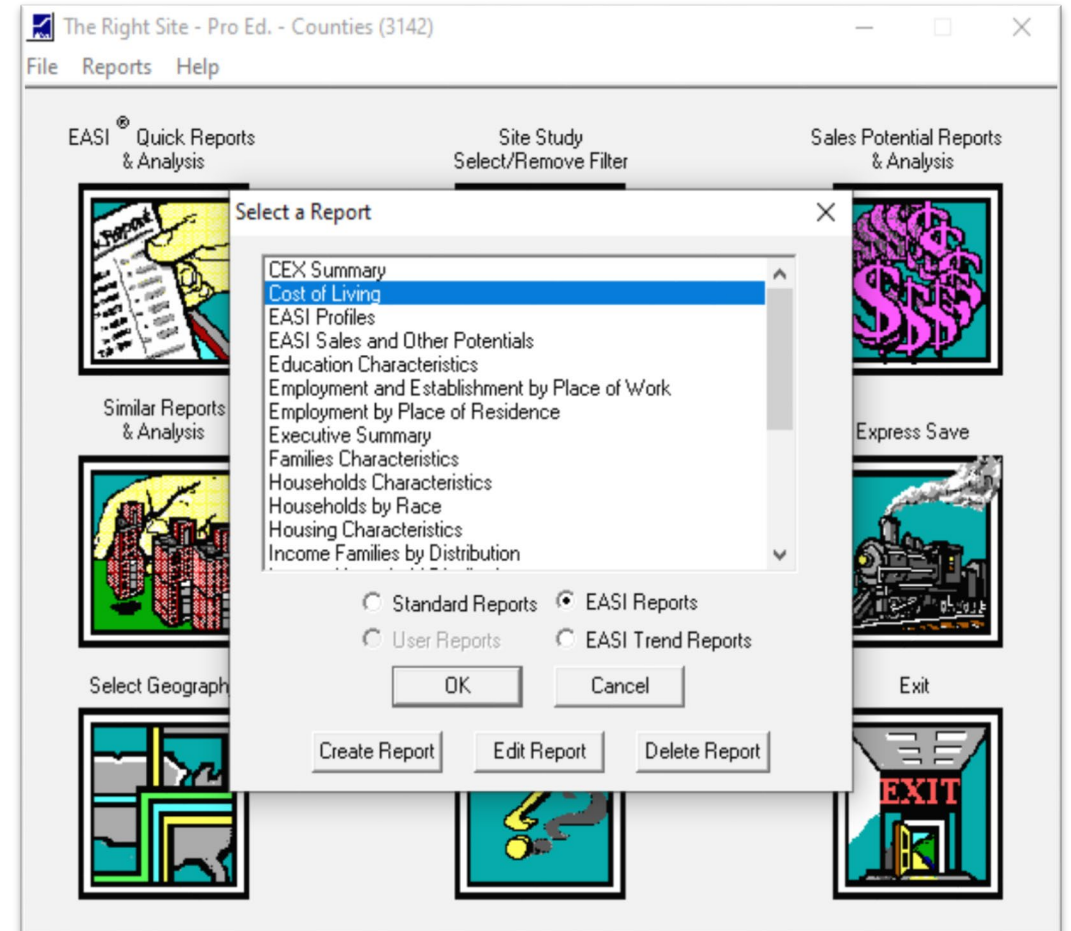 The Right Site - Pro Ed. - Counties (3142)
File Reports Help
EASI ® Quick Reports
& Analysis
Site Study
Select/Remove Filter
Sales Potential Reports
& Analysis
Report
Select a Report
CEX Summary
Cost of Living
EASI Profiles
EASI Sales and Other Potentials
Education Characteristics
Employment and Establishment by Place of Work
Employment by Place of Residence
Executive Summary
Families Characteristics
Households Characteristics
Households by Race
Housing Characteristics
Income Families by Distribution
Standard Reports
EASI Reports
User Reports
EASI Trend Reports
OK
Cancel
Create Report
Edit Report
Delete Report
Similar Reports
& Analysis
Express Save
Select Geograph
Exit
EXIT